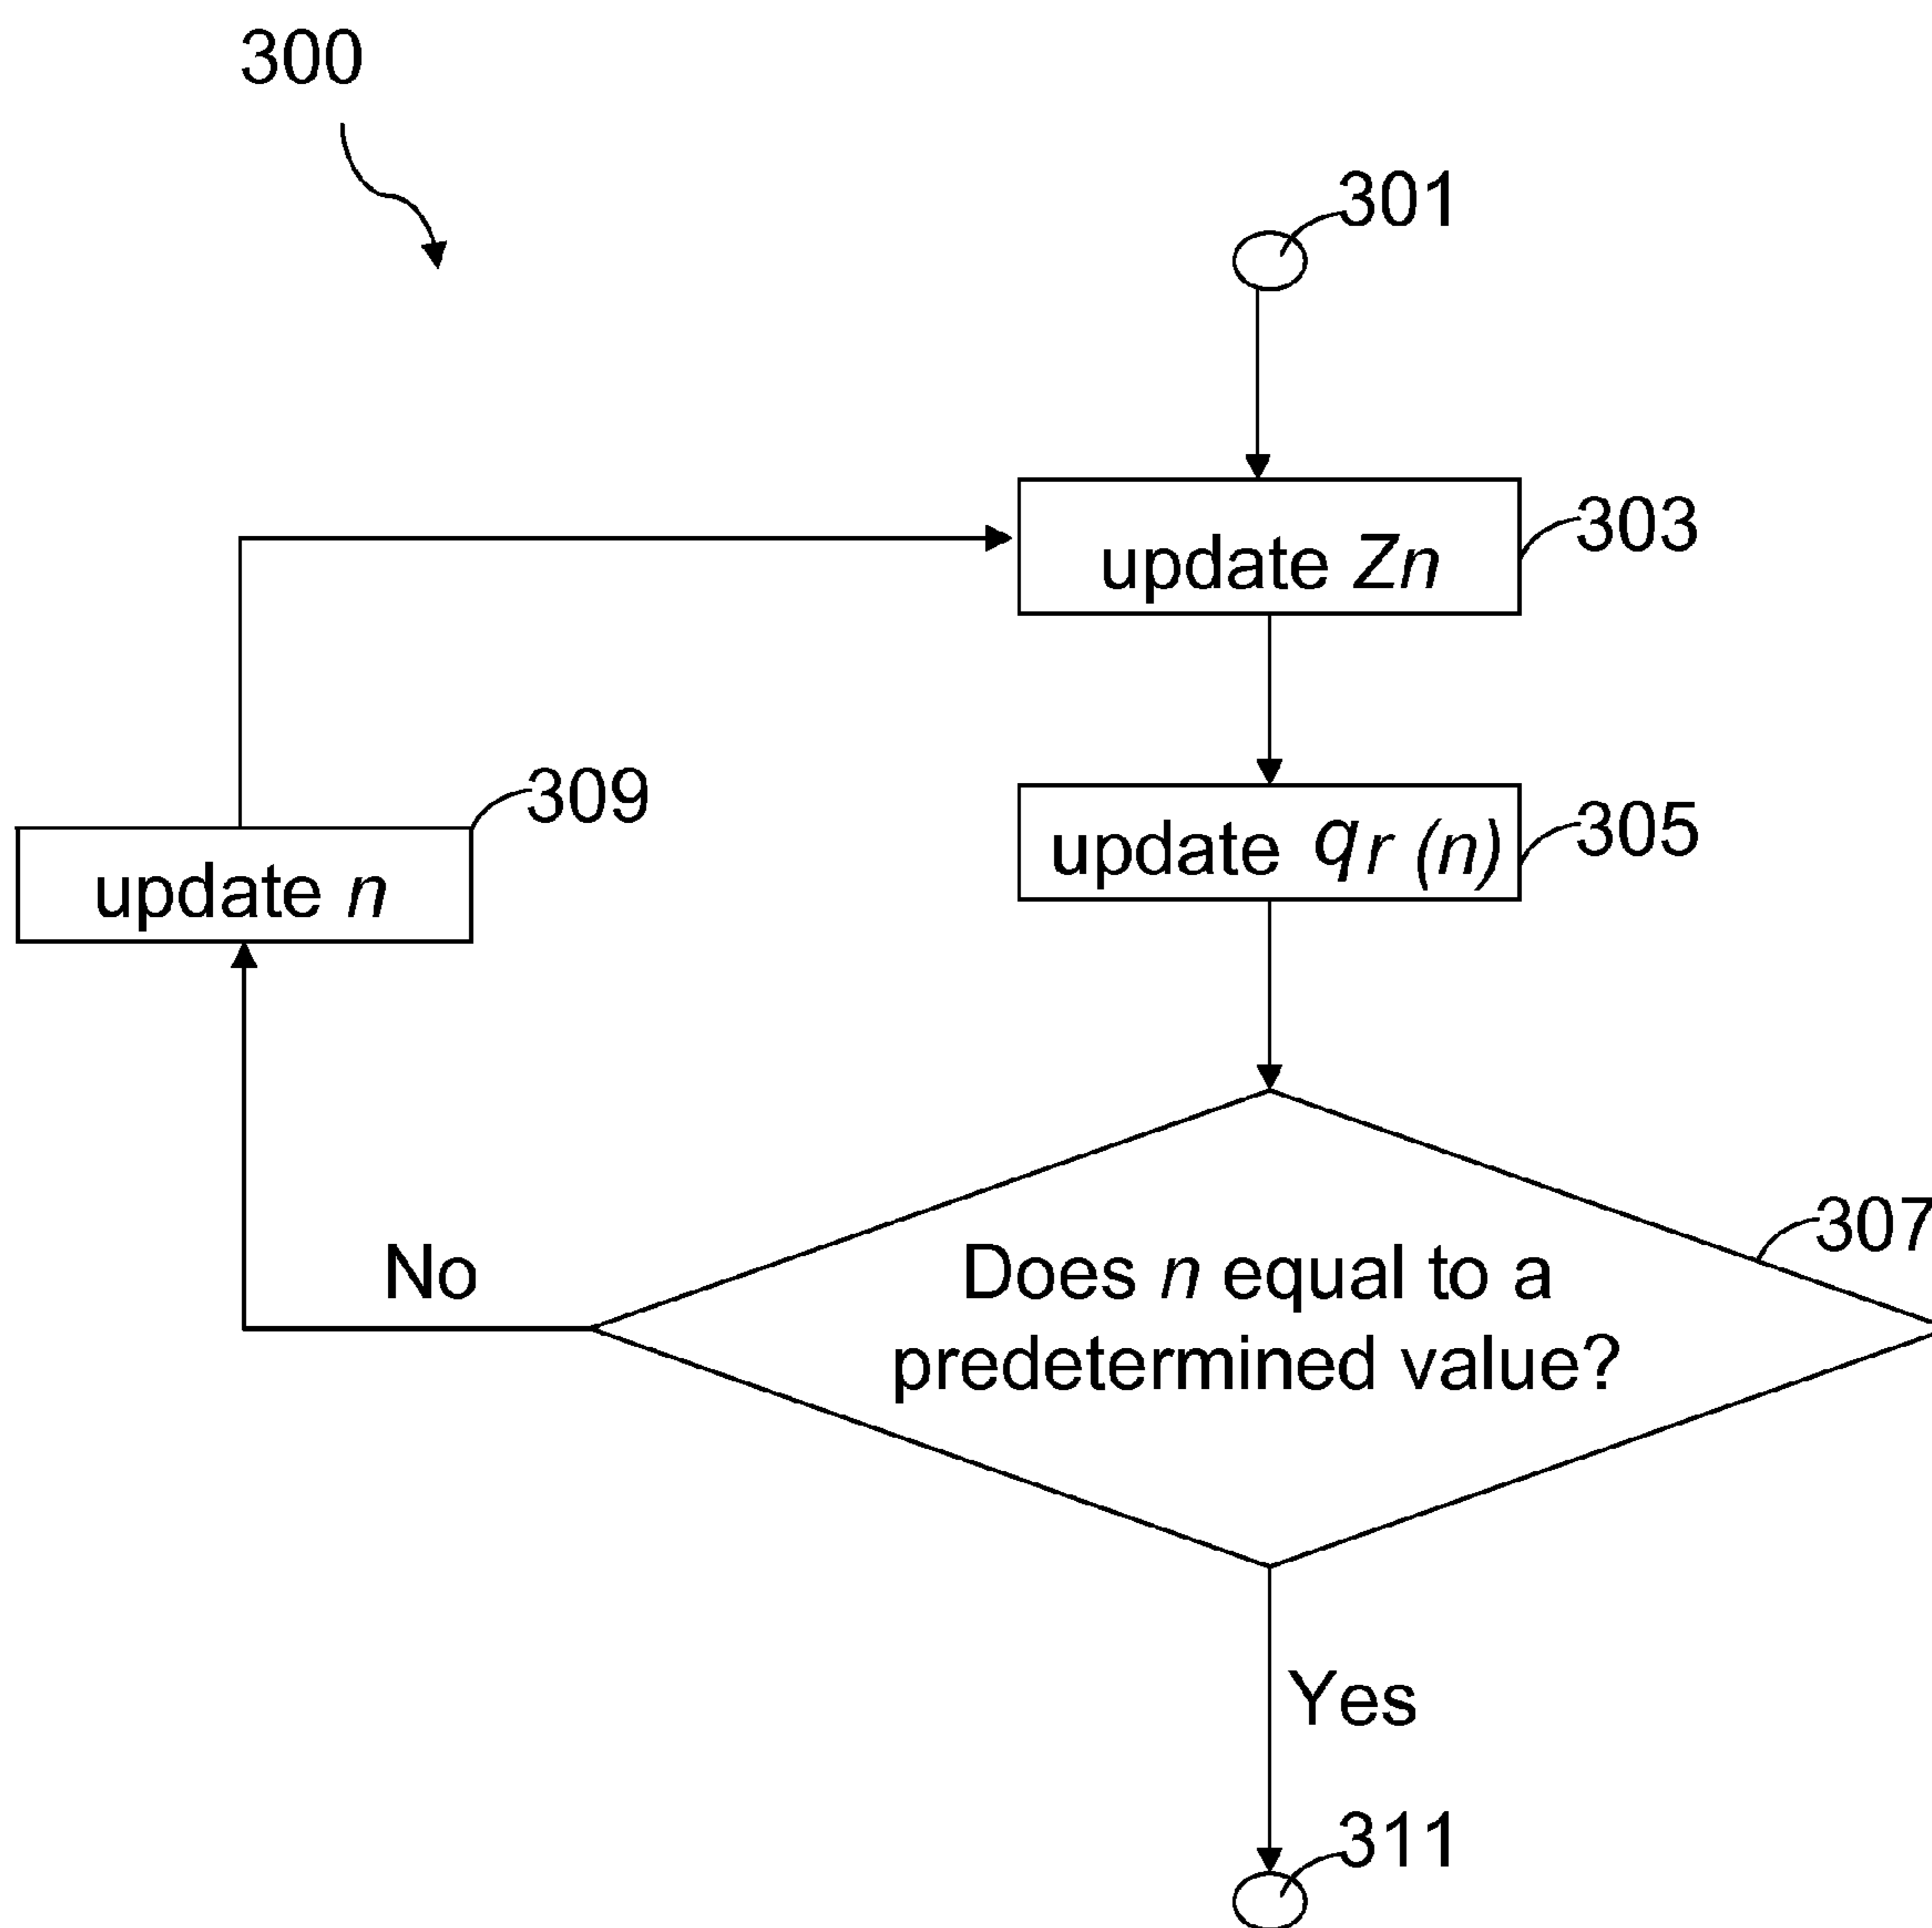 300
301
303
update Zn
309
305
update qr (n)
update n
307
No
Does n equal to a
predetermined value?
Yes
311